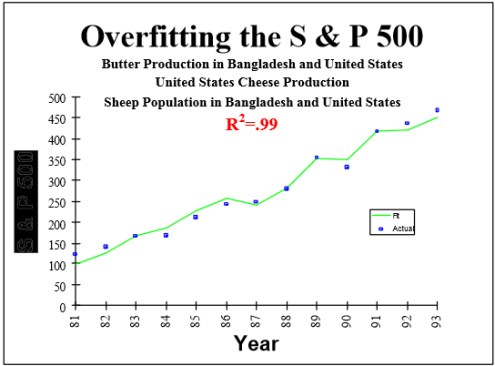 Overfitting the S & P 500
Butter Production in Bangladesh and United States
United States Cheese Production
Sheep Population in Bangladesh and United States
R²=.99
500
450
400
350
300
250
200
150
100
50
0
S & P 500
Fit
Actual
81 82 83 84 85 86 87 88 89 90 91 92 93
Year